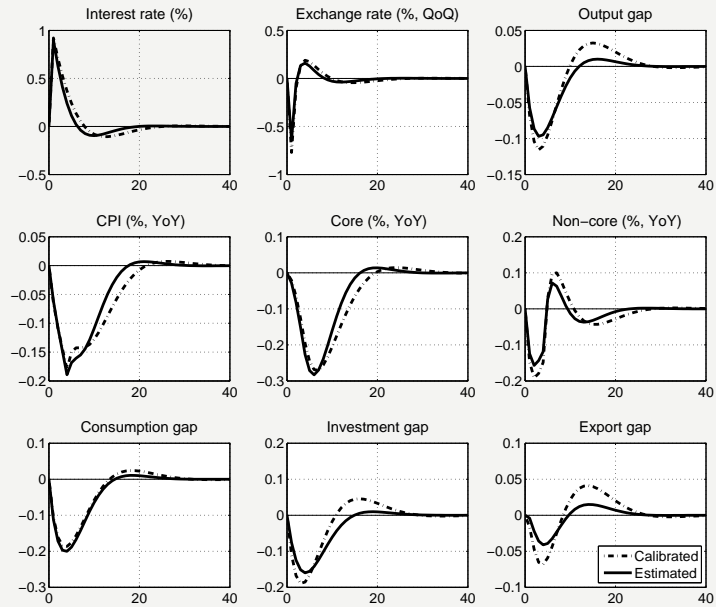 Interest rate (%)
Exchange rate (%, QoQ)
Output gap
1
0.5
0
−0.5
0 20 40
0.5
0
−0.5
−1
0 20 40
0.05
0
−0.05
−0.1
−0.15
0 20 40
CPI (%, YoY)
Core (%, YoY)
Non−core (%, YoY)
0.05
0
−0.05
−0.1
−0.15
−0.2
0 20 40
0.1
0
−0.1
−0.2
−0.3
0 20 40
0.2
0.1
0
−0.1
−0.2
0 20 40
Consumption gap
Investment gap
Export gap
0.1
0
−0.1
−0.2
−0.3
0 20 40
0.2
0.1
0
−0.1
−0.2
0 20 40
0.1
0.05
0
−0.05
−0.1
0 20 40
Calibrated
Estimated